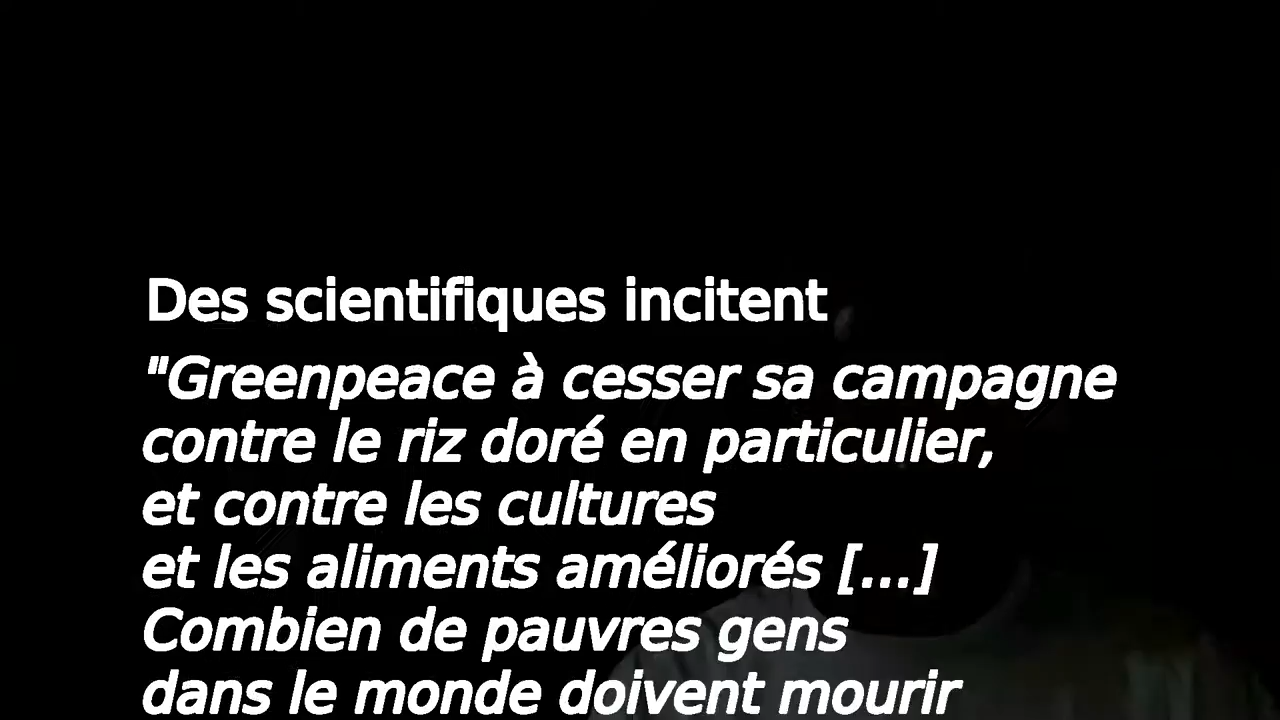 Des scientifiques incitent
"Greenpeace à cesser sa campagne
contre le riz doré en particulier,
et contre les cultures
et les aliments améliorés [...]
Combien de pauvres gens
dans le monde doivent mourir